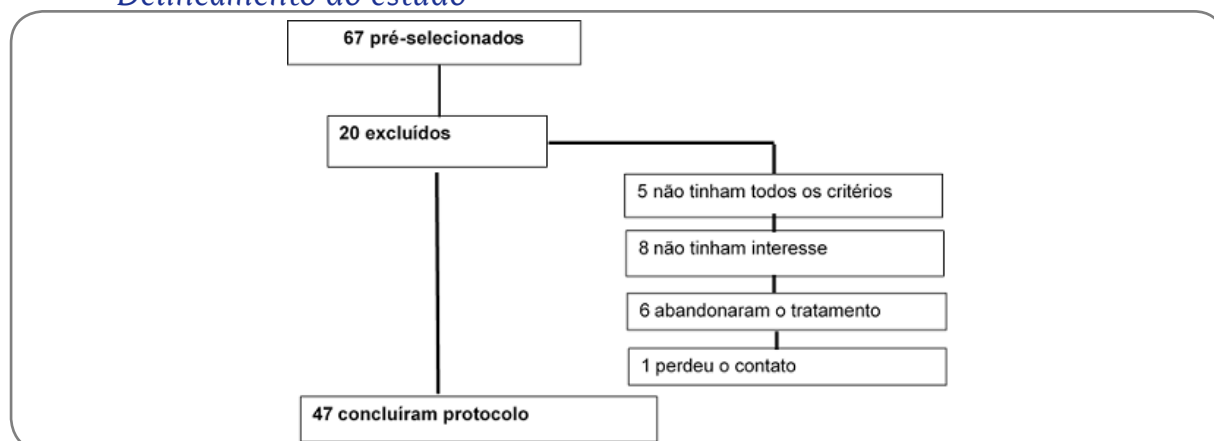 Delineamento do estudo
67 pré-selecionados
20 excluídos
5 não tinham todos os critérios
8 não tinham interesse
6 abandonaram o tratamento
1 perdeu o contato
47 concluíram protocolo